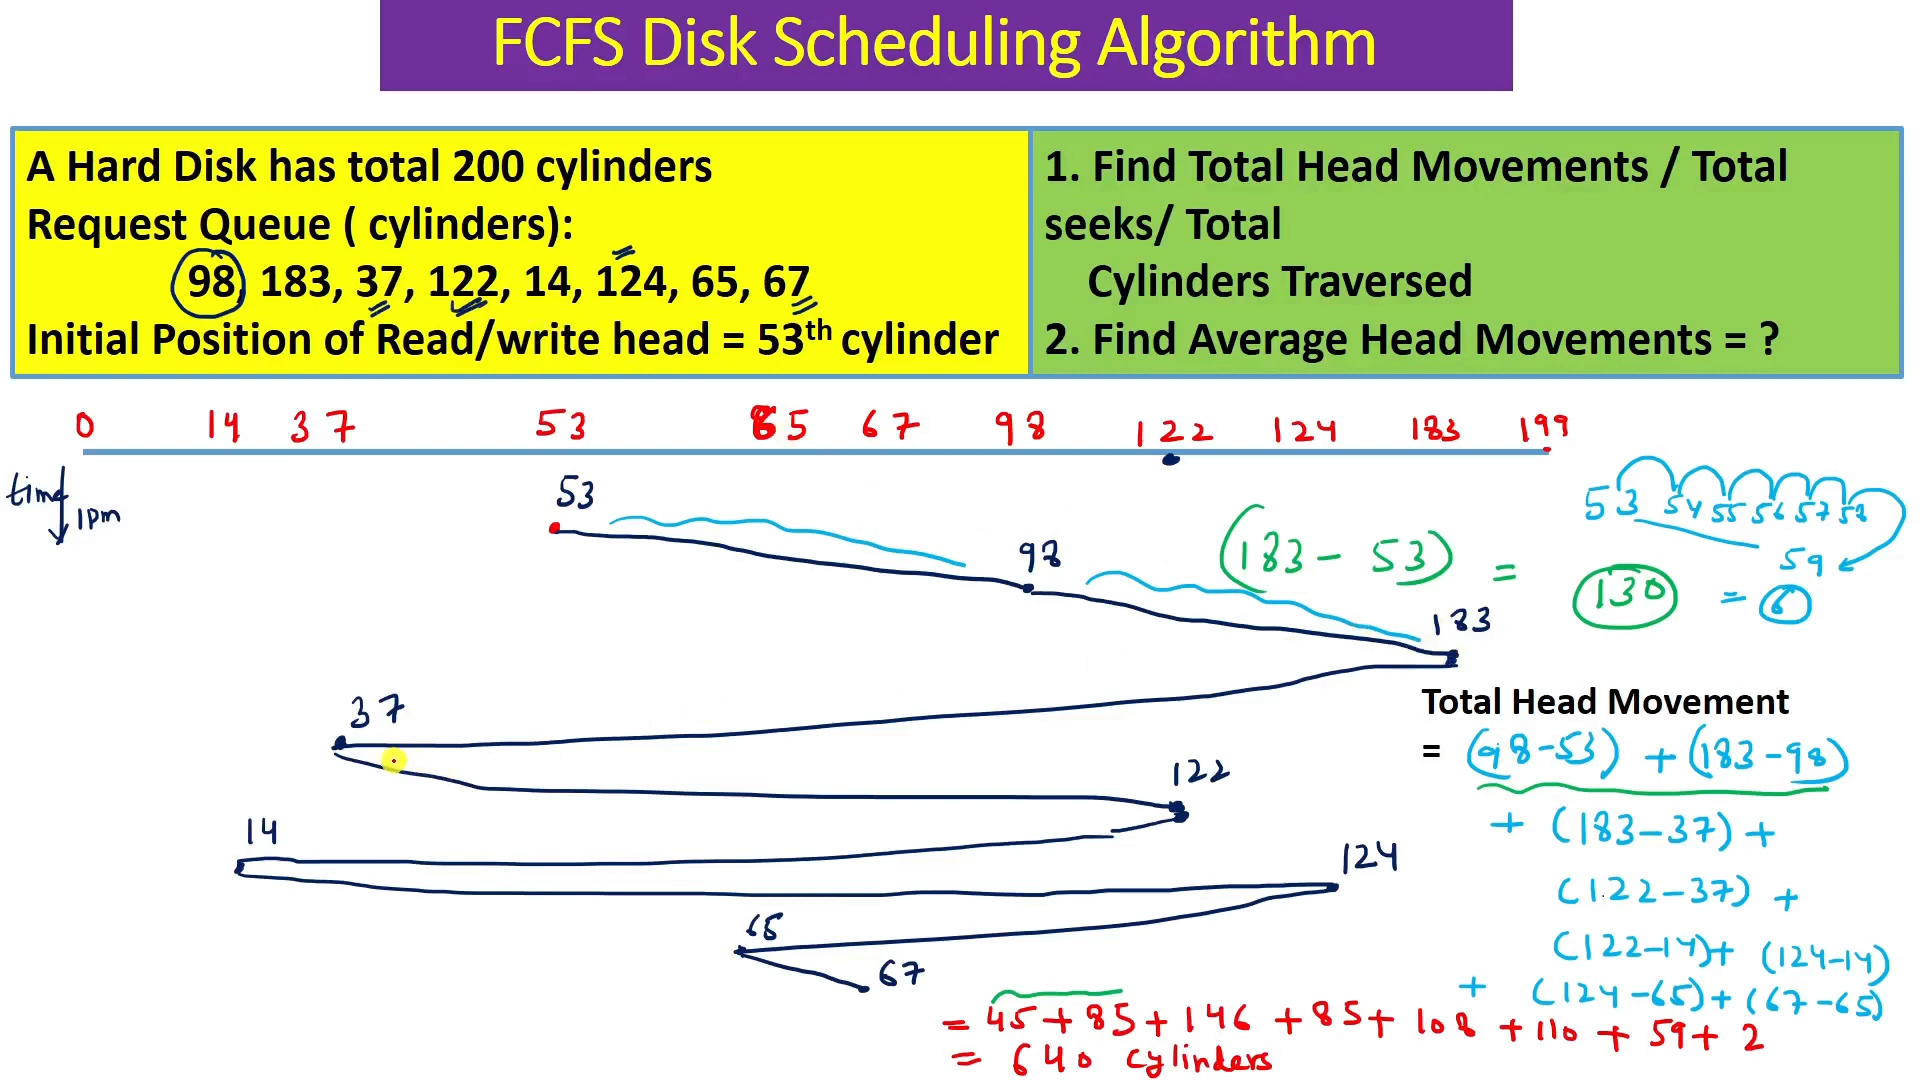 FCFS Disk Scheduling Algorithm
A Hard Disk has total 200 cylinders
Request Queue ( cylinders):
98, 183, 37, 122, 14, 124, 65, 67
Initial Position of Read/write head = 53th cylinder
1. Find Total Head Movements / Total
seeks/ Total
Cylinders Traversed
2. Find Average Head Movements = ?
0 14 37 53 65 67 98 122 124 183 199
time
1pm
53
98
183
37
122
14
124
65
67
(183 - 53) = 130
53 54 55 56 57 58
59
= 6
Total Head Movement
= (98-53) + (183-98)
+ (183-37) +
(122-37) +
(122-14) + (124-14)
+ (124-65) + (67-65)
= 45 + 85 + 146 + 85 + 108 + 110 + 59 + 2
= 640 cylinders